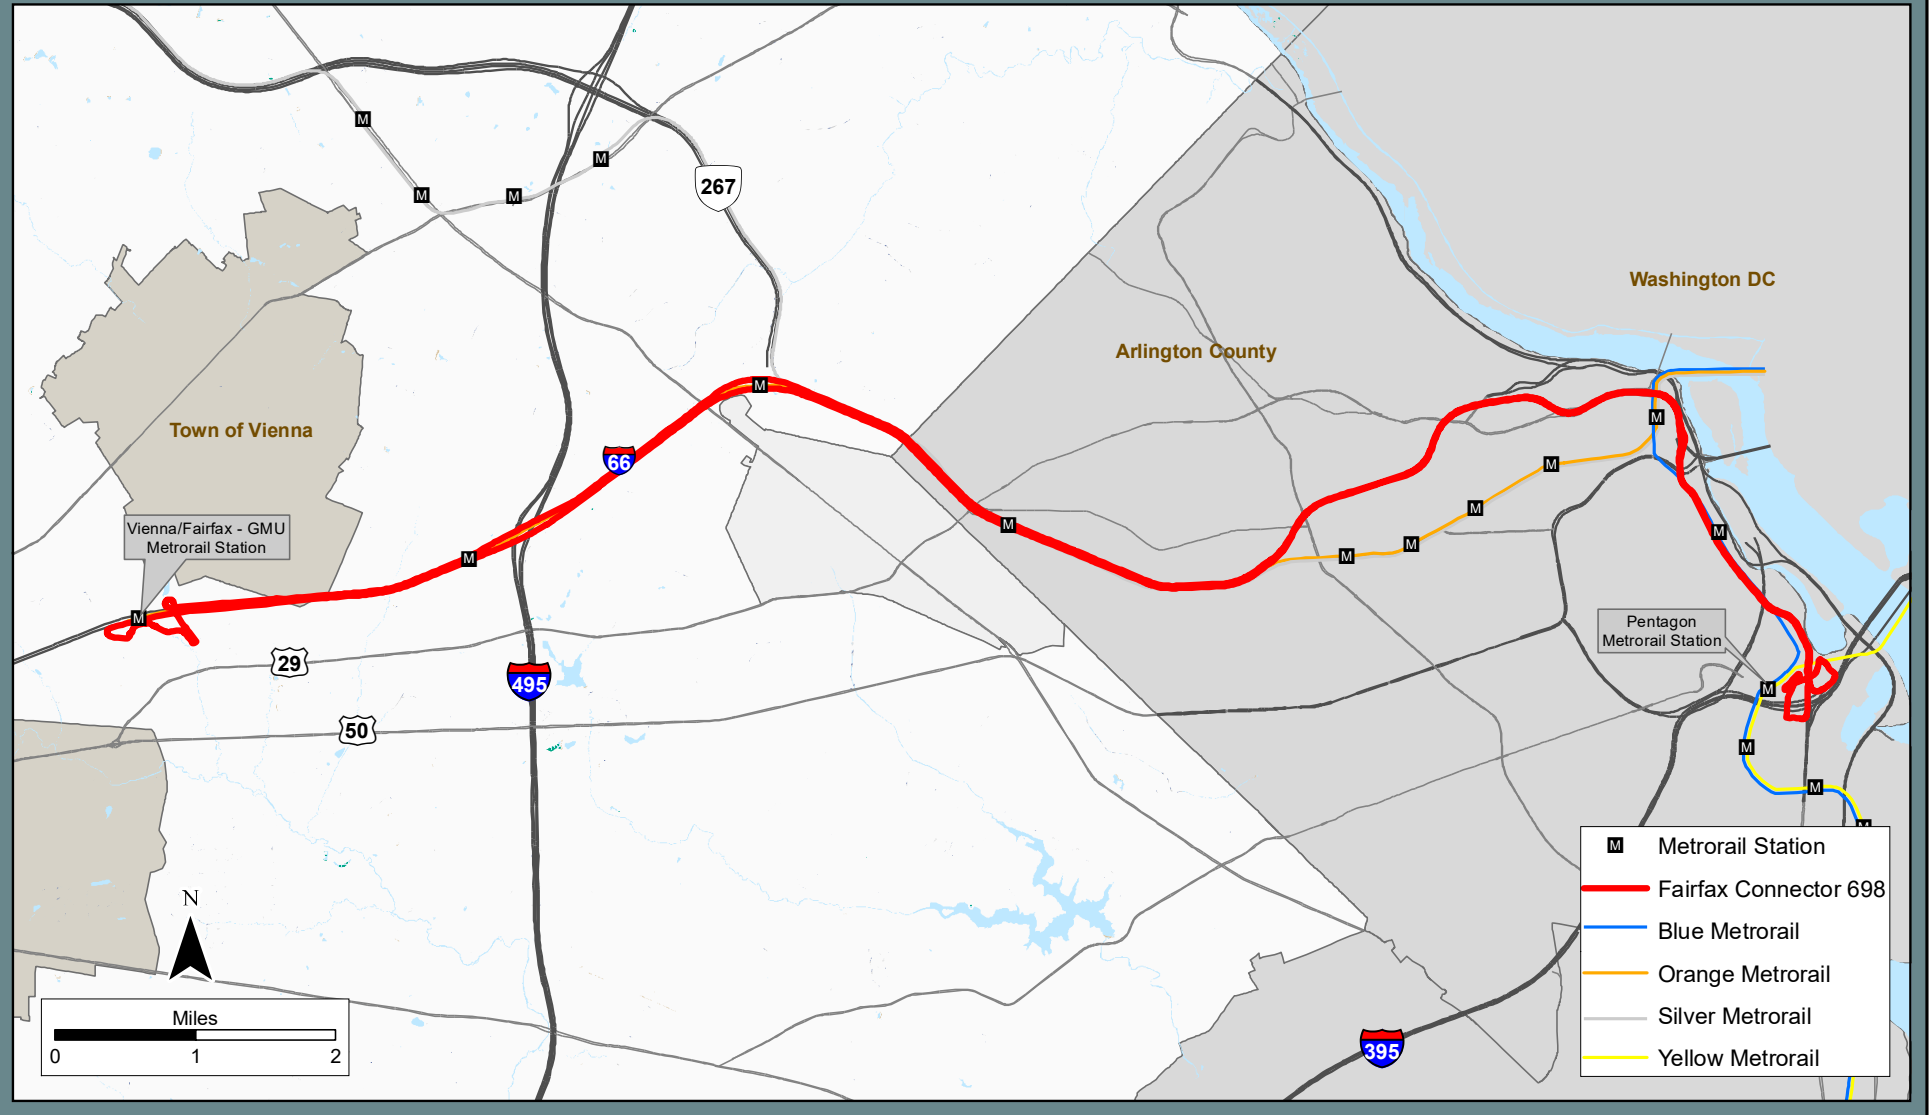 M
M
M
M
267
Washington DC
Arlington County
M
M
Town of Vienna
66
M
M
M
Vienna/Fairfax - GMU
Metrorail Station
M
M
M
M
M
M
Pentagon
Metrorail Station
29
495
M
50
M
M
M
M Metrorail Station
Fairfax Connector 698
N
Blue Metrorail
Orange Metrorail
Miles
Silver Metrorail
0 1 2
395
Yellow Metrorail